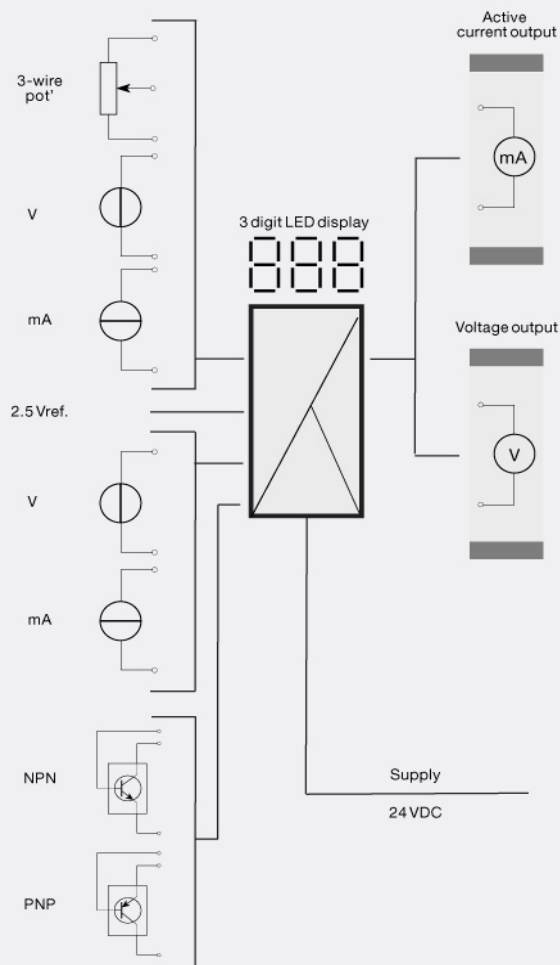 Active
current output
3-wire
pot'
mA
V
3 digit LED display
888
mA
Voltage output
2.5 Vref.
V
V
mA
NPN
Supply
24 VDC
PNP